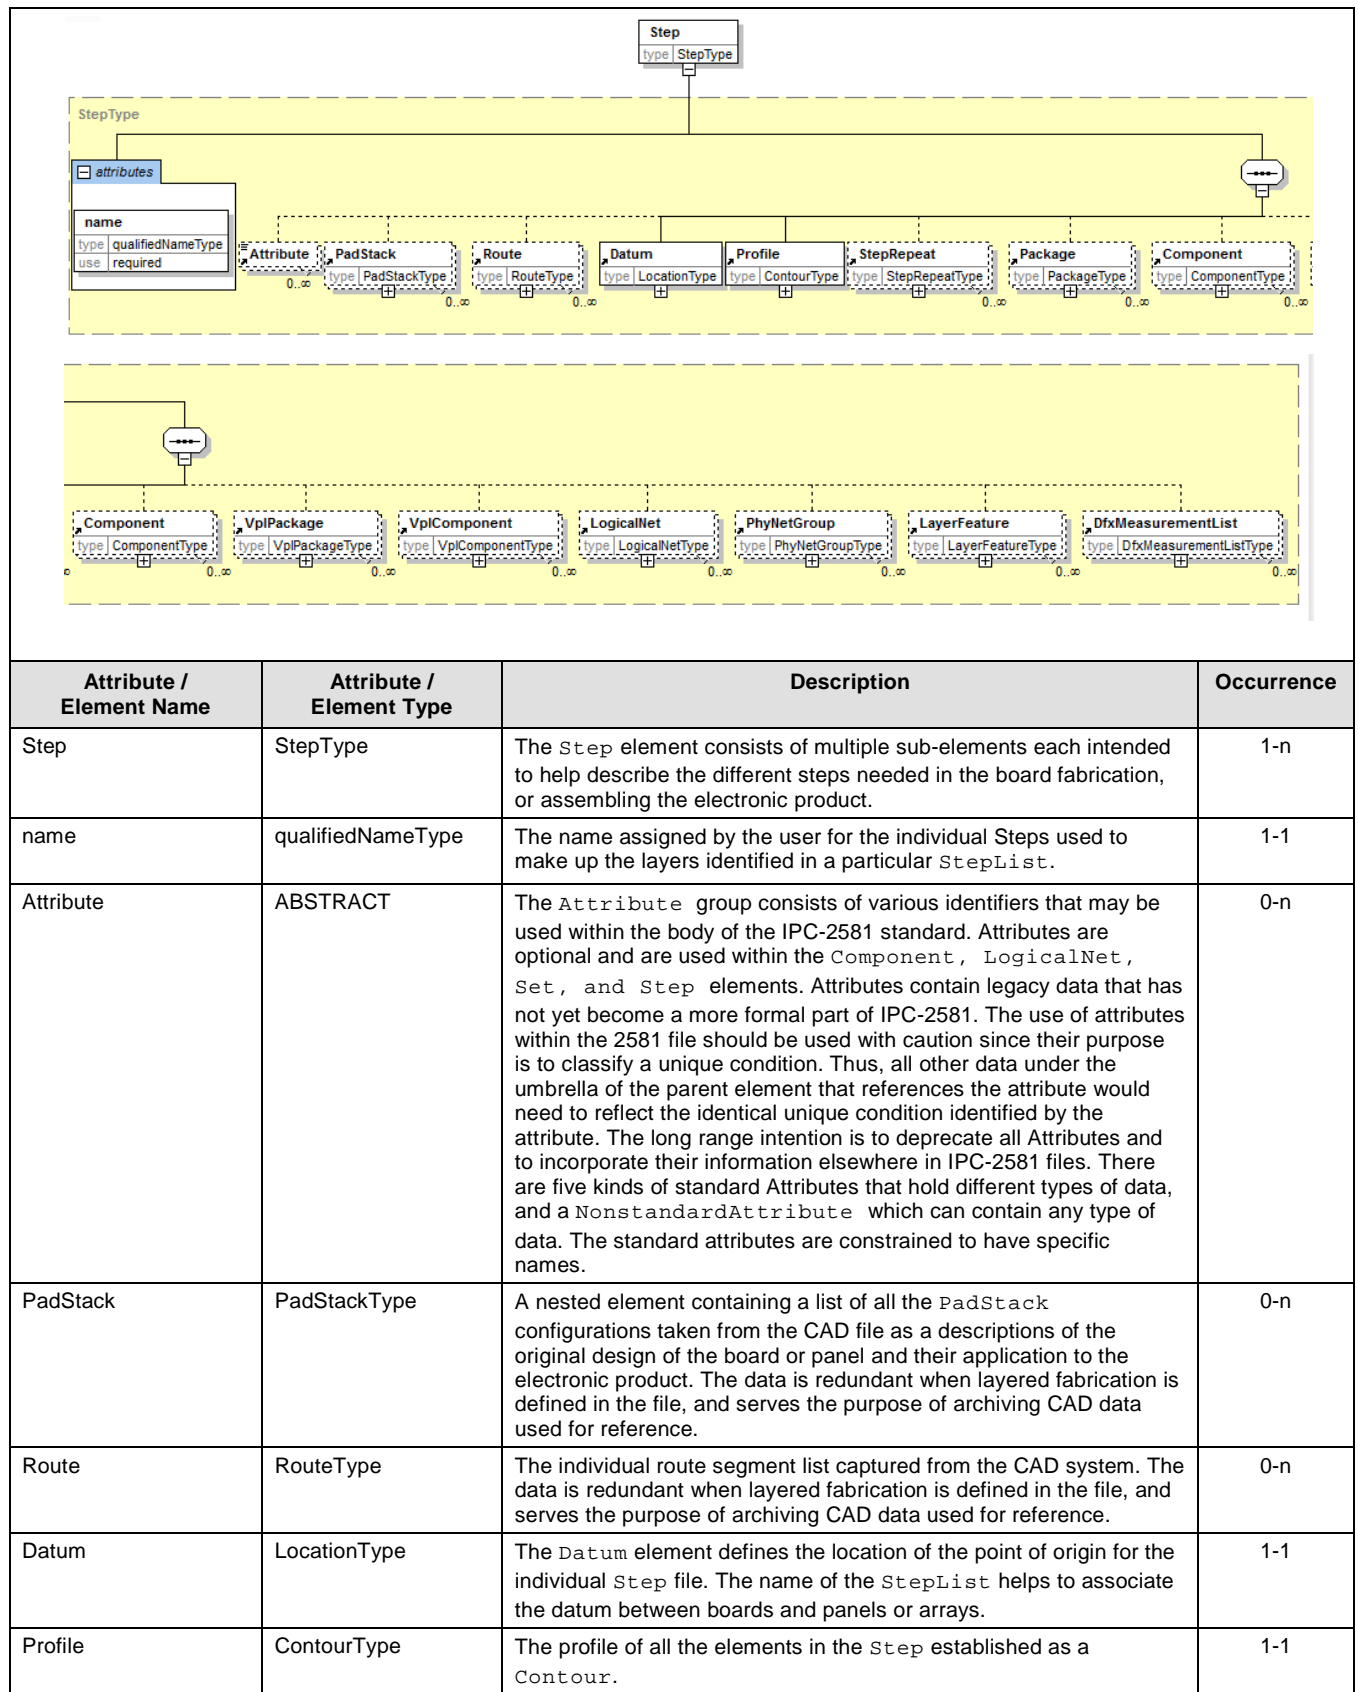 Step
type StepType
StepType
attributes
name
type qualifiedNameType
use required
Attribute
0..∞
PadStack
type PadStackType
0..∞
Route
type RouteType
0..∞
Datum
type LocationType
Profile
type ContourType
StepRepeat
type StepRepeatType
0..∞
Package
type PackageType
0..∞
Component
type ComponentType
0..∞
∞
Component
type ComponentType
0..∞
VplPackage
type VplPackageType
0..∞
VplComponent
type VplComponentType
0..∞
LogicalNet
type LogicalNetType
0..∞
PhyNetGroup
type PhyNetGroupType
0..∞
LayerFeature
type LayerFeatureType
0..∞
DfxMeasurementList
type DfxMeasurementListType
0..∞
Attribute /
Element Name
Attribute /
Element Type
Description
Occurrence
Step
StepType
The Step element consists of multiple sub-elements each intended
to help describe the different steps needed in the board fabrication,
or assembling the electronic product.
1-n
name
qualifiedNameType
The name assigned by the user for the individual Steps used to
make up the layers identified in a particular StepList.
1-1
Attribute
ABSTRACT
The Attribute group consists of various identifiers that may be
used within the body of the IPC-2581 standard. Attributes are
optional and are used within the Component, LogicalNet,
Set, and Step elements. Attributes contain legacy data that has
not yet become a more formal part of IPC-2581. The use of attributes
within the 2581 file should be used with caution since their purpose
is to classify a unique condition. Thus, all other data under the
umbrella of the parent element that references the attribute would
need to reflect the identical unique condition identified by the
attribute. The long range intention is to deprecate all Attributes and
to incorporate their information elsewhere in IPC-2581 files. There
are five kinds of standard Attributes that hold different types of data,
and a NonstandardAttribute which can contain any type of
data. The standard attributes are constrained to have specific
names.
0-n
PadStack
PadStackType
A nested element containing a list of all the PadStack
configurations taken from the CAD file as a descriptions of the
original design of the board or panel and their application to the
electronic product. The data is redundant when layered fabrication is
defined in the file, and serves the purpose of archiving CAD data
used for reference.
0-n
Route
RouteType
The individual route segment list captured from the CAD system. The
data is redundant when layered fabrication is defined in the file, and
serves the purpose of archiving CAD data used for reference.
0-n
Datum
LocationType
The Datum element defines the location of the point of origin for the
individual Step file. The name of the StepList helps to associate
the datum between boards and panels or arrays.
1-1
Profile
ContourType
The profile of all the elements in the Step established as a
Contour.
1-1